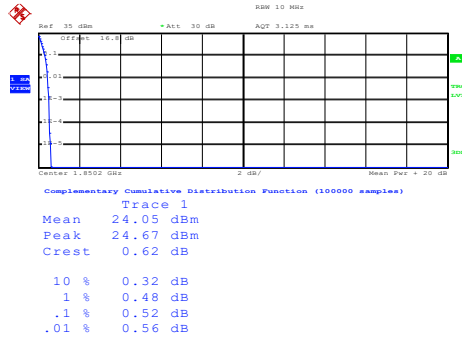 RBW 10 MHz
Ref 35 dBm *Att 30 dB AQT 3.125 ms
Offset 16.8 dB
0.1
A
1 SA
VIEW
0.01
1E-3
1E-4
1E-5
3DB
Center 1.8502 GHz 2 dB/ Mean Pwr + 20 dB
Complementary Cumulative Distribution Function (100000 samples)
Trace 1
Mean 24.05 dBm
Peak 24.67 dBm
Crest 0.62 dB
10 % 0.32 dB
1 % 0.48 dB
.1 % 0.52 dB
.01 % 0.56 dB